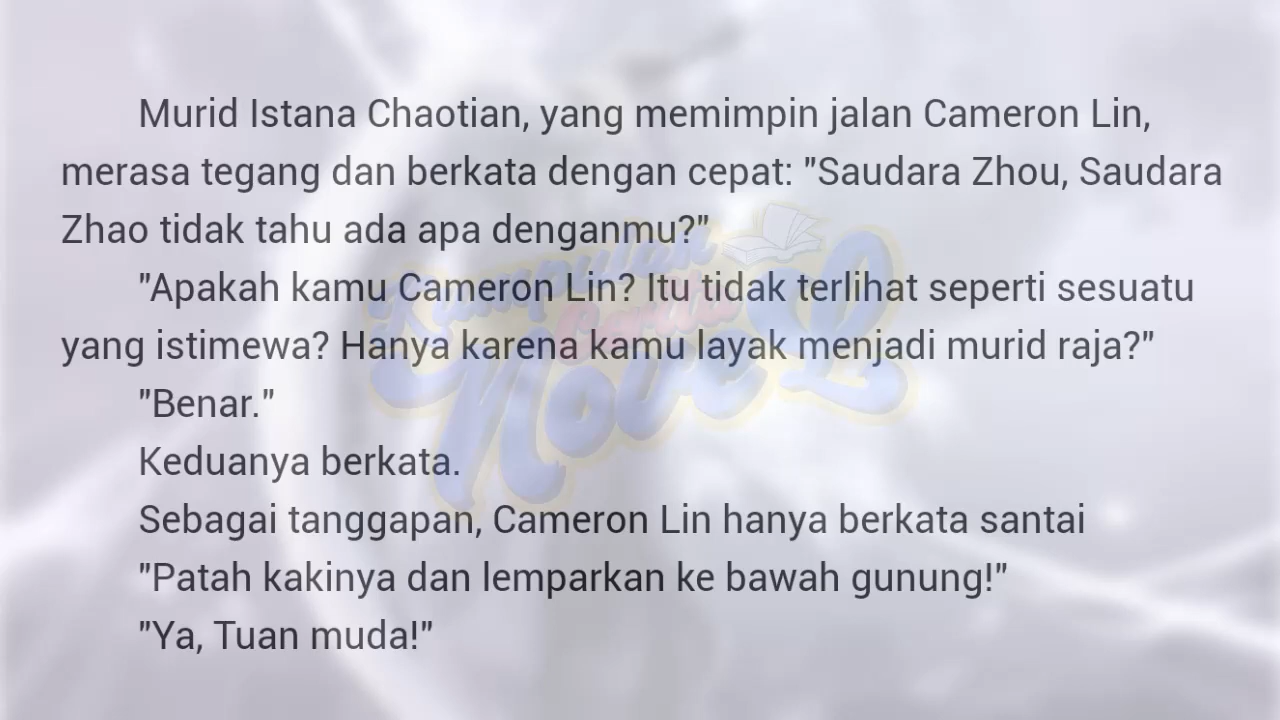 Murid Istana Chaotian, yang memimpin jalan Cameron Lin,
merasa tegang dan berkata dengan cepat: "Saudara Zhou, Saudara
Zhao tidak tahu ada apa denganmu?"
"Apakah kamu Cameron Lin? Itu tidak terlihat seperti sesuatu
yang istimewa? Hanya karena kamu layak menjadi murid raja?"
"Benar."
Keduanya berkata.
Sebagai tanggapan, Cameron Lin hanya berkata santai
"Patah kakinya dan lemparkan ke bawah gunung!"
"Ya, Tuan muda!"
Kumpulan
Cerita
Novel